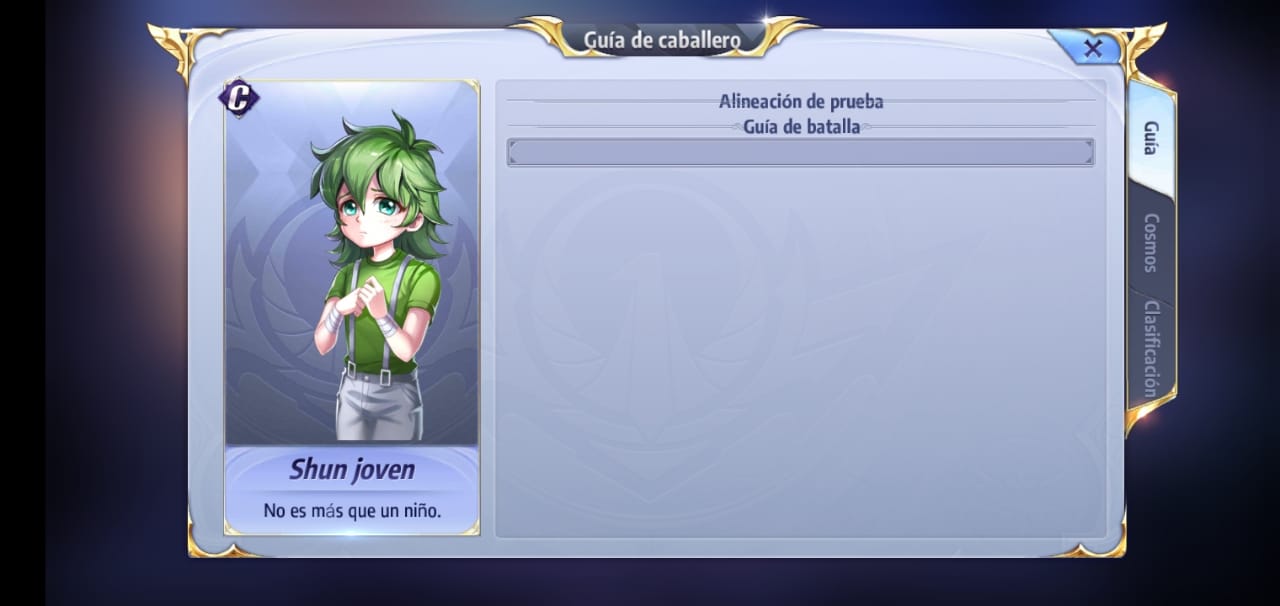 Guía de caballero
C
Alineación de prueba
Guía de batalla
Guía
Cosmos
Clasificación
Shun joven
No es más que un niño.